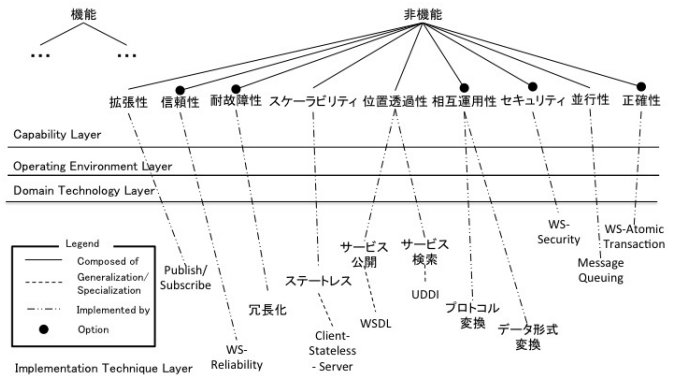 機能
非機能
... ...
拡張性 信頼性 耐故障性 スケーラビリティ 位置透過性 相互運用性 セキュリティ 並行性 正確性
Capability Layer
Operating Environment Layer
Domain Technology Layer
Legend
Composed of
Generalization/
Specialization
Implemented by
Option
Publish/
Subscribe
WS-
Reliability
冗長化
ステートレス
Client-
Stateless
- Server
サービス
公開
WSDL
サービス
検索
UDDI
プロトコル
変換
データ形式
変換
WS-
Security
Message
Queuing
WS-Atomic
Transaction
Implementation Technique Layer